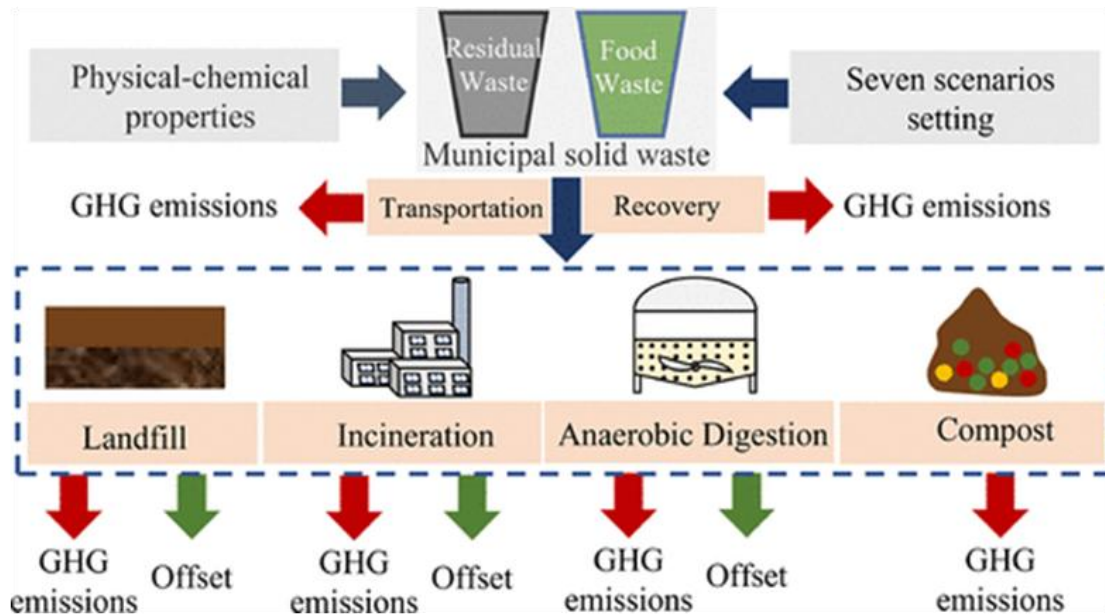 Physical-chemical
properties
Residual
Waste
Food
Waste
Municipal solid waste
Seven scenarios
setting
GHG emissions
Transportation
Recovery
GHG emissions
Landfill
Incineration
Anaerobic Digestion
Compost
GHG
emissions
Offset
GHG
emissions
Offset
GHG
emissions
Offset
GHG
emissions